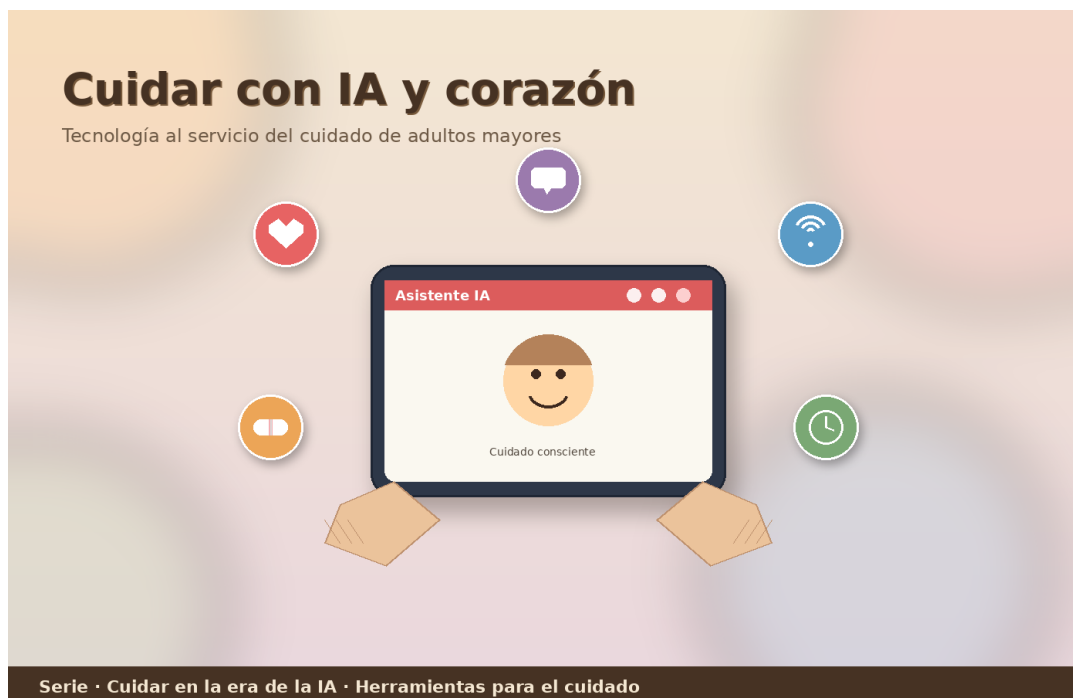 Cuidar con IA y corazón
Tecnología al servicio del cuidado de adultos mayores
Asistente IA
Cuidado consciente
Serie · Cuidar en la era de la IA · Herramientas para el cuidado